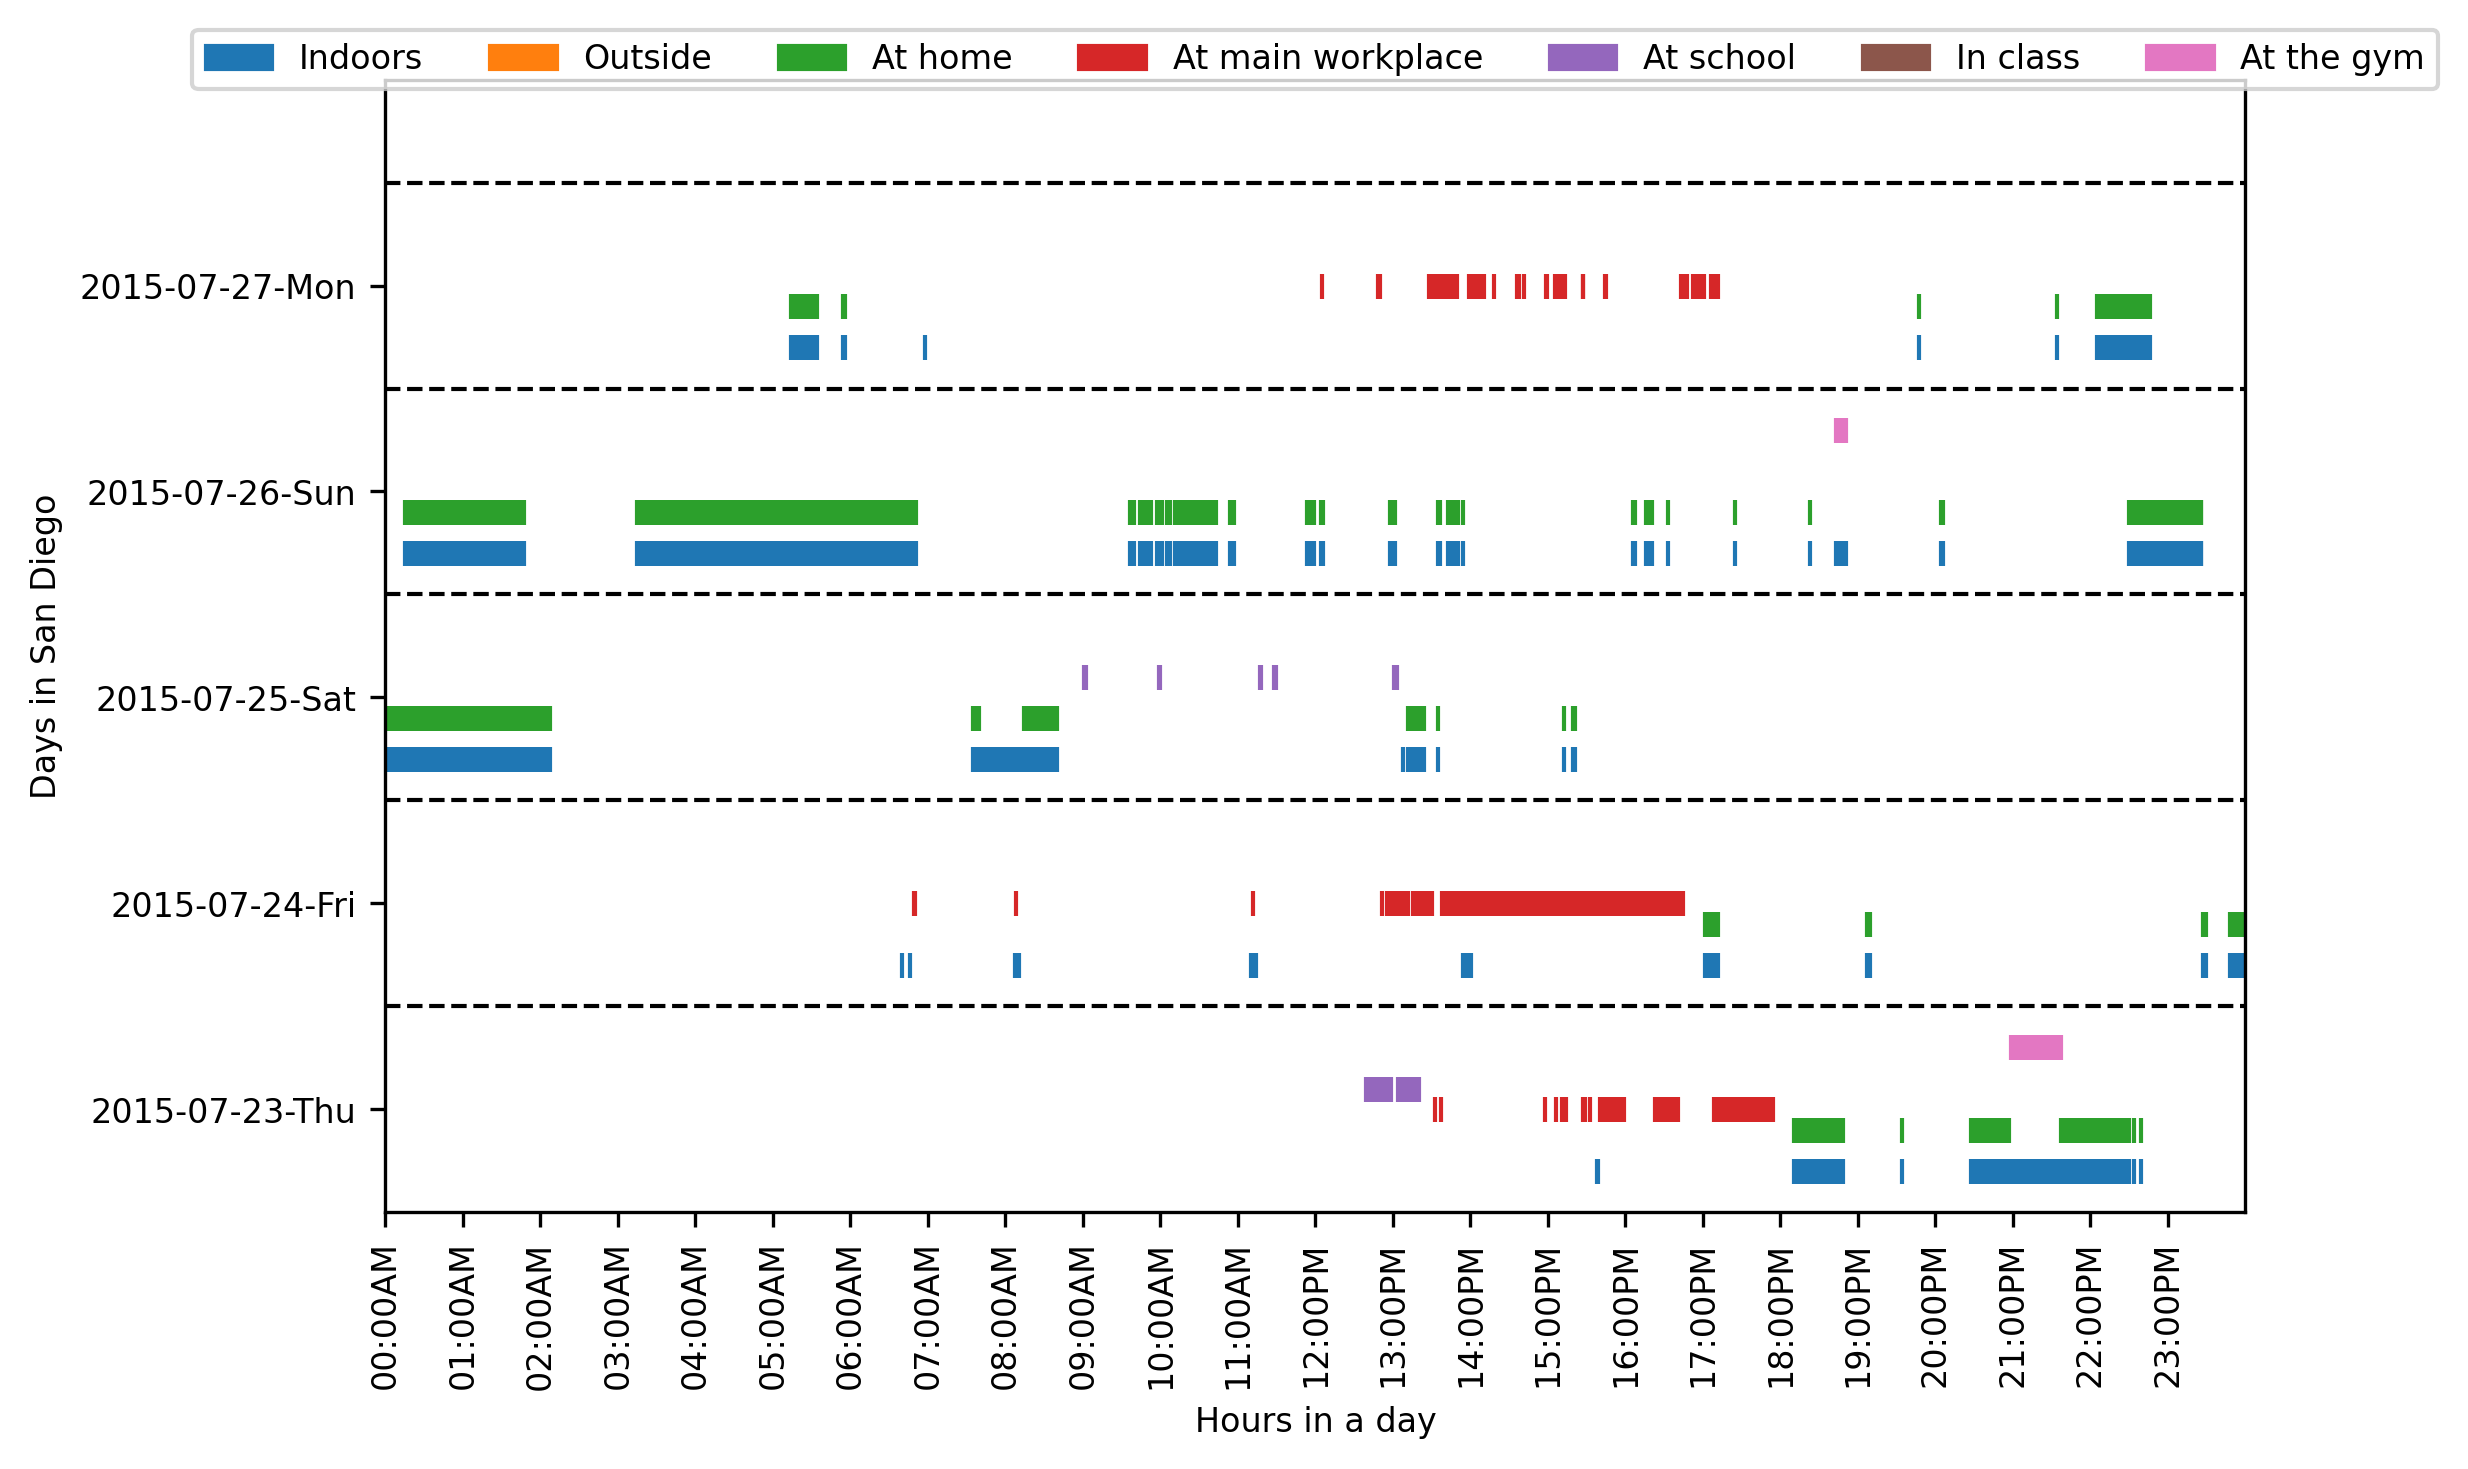 Indoors Outside At home At main workplace At school In class At the gym
2015-07-27-Mon
2015-07-26-Sun
2015-07-25-Sat
2015-07-24-Fri
2015-07-23-Thu
Days in San Diego
00:00AM 01:00AM 02:00AM 03:00AM 04:00AM 05:00AM 06:00AM 07:00AM 08:00AM 09:00AM 10:00AM 11:00AM 12:00PM 13:00PM 14:00PM 15:00PM 16:00PM 17:00PM 18:00PM 19:00PM 20:00PM 21:00PM 22:00PM 23:00PM
Hours in a day